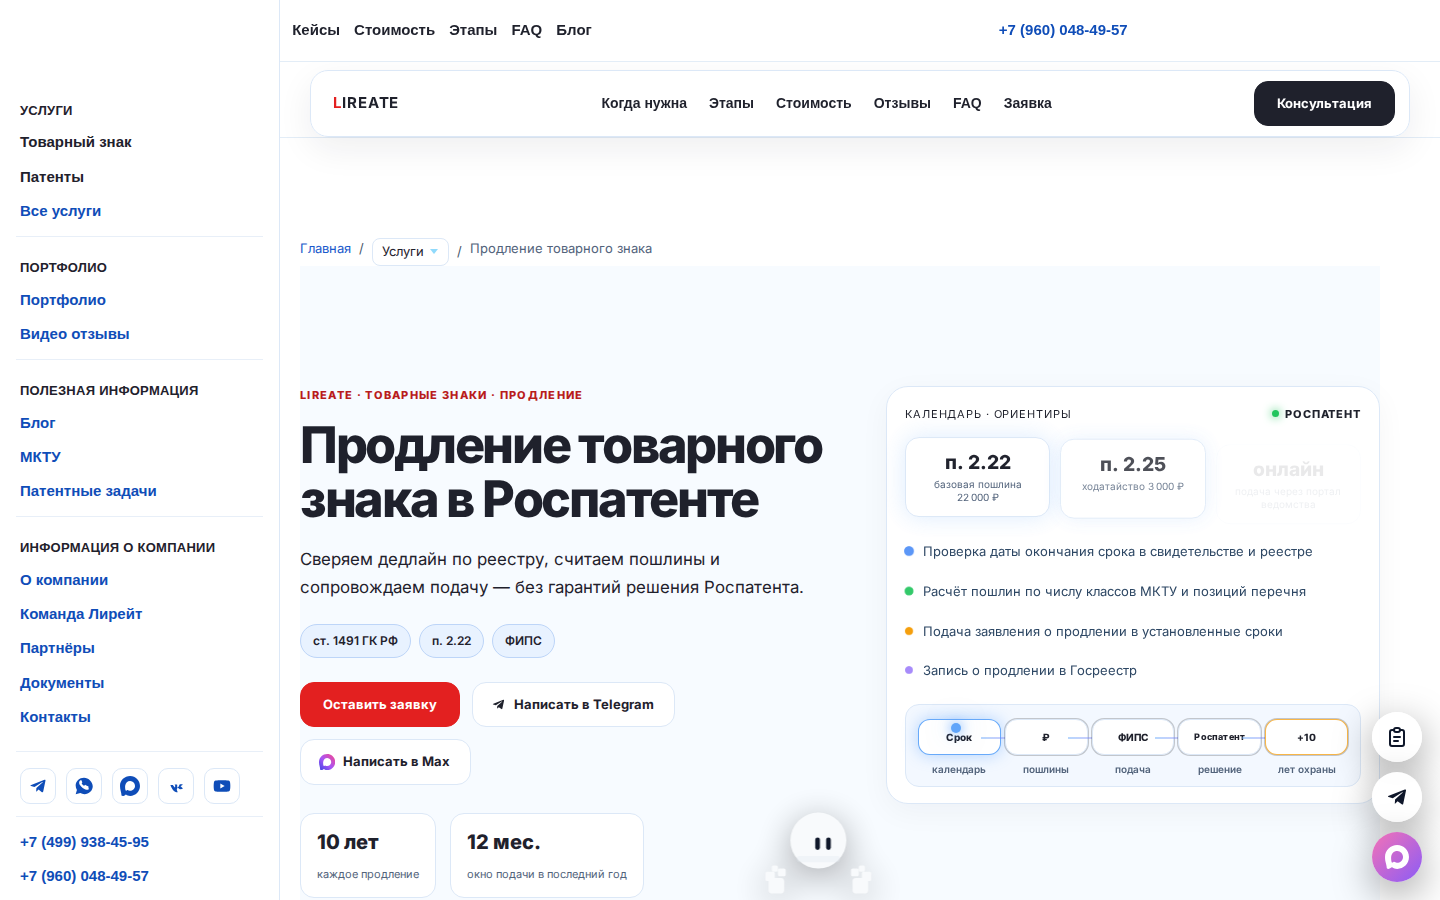 Кейсы Стоимость Этапы FAQ Блог
+7 (960) 048-49-57
УСЛУГИ
Товарный знак
Патенты
Все услуги
ПОРТФОЛИО
Портфолио
Видео отзывы
ПОЛЕЗНАЯ ИНФОРМАЦИЯ
Блог
МКТУ
Патентные задачи
ИНФОРМАЦИЯ О КОМПАНИИ
О компании
Команда Лирейт
Партнёры
Документы
Контакты
+7 (499) 938-45-95
+7 (960) 048-49-57
LIREATE
Когда нужна Этапы Стоимость Отзывы FAQ Заявка
Консультация
Главная / Услуги / Продление товарного знака
LIREATE · ТОВАРНЫЕ ЗНАКИ · ПРОДЛЕНИЕ
Продление товарного
знака в Роспатенте
Сверяем дедлайн по реестру, считаем пошлины и
сопровождаем подачу — без гарантий решения Роспатента.
ст. 1491 ГК РФ п. 2.22 ФИПС
Оставить заявку Написать в Telegram
Написать в Max
10 лет
каждое продление
12 мес.
окно подачи в последний год
КАЛЕНДАРЬ · ОРИЕНТИРЫ
РОСПАТЕНТ
п. 2.22
базовая пошлина
22 000 ₽
п. 2.25
ходатайство 3 000 ₽
онлайн
подача через портал
ведомства
Проверка даты окончания срока в свидетельстве и реестре
Расчёт пошлин по числу классов МКТУ и позиций перечня
Подача заявления о продлении в установленные сроки
Запись о продлении в Госреестр
Срок ₽ ФИПС Роспатент +10
календарь пошлины подача решение лет охраны